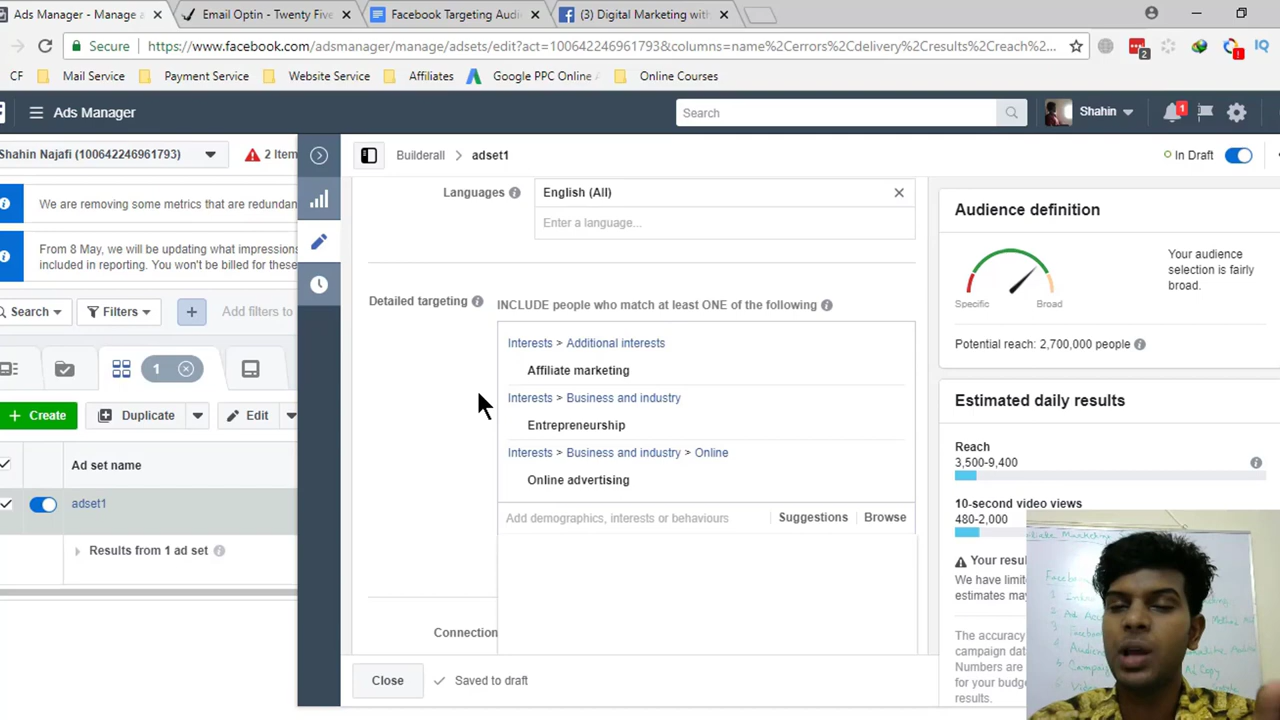 Ads Manager - Manage a
Email Optin - Twenty Five
Facebook Targeting Audi
(3) Digital Marketing with
Secure
https://www.facebook.com/adsmanager/manage/adsets/edit?act=100642246961793&columns=name%2Cerrors%2Cdelivery%2Cresults%2Creach%2C...
CF
Mail Service
Payment Service
Website Service
Affiliates
Google PPC Online A
Online Courses
Ads Manager
Search
Shahin
1
Shahin Najafi (100642246961793)
2 Item
Builderall > adset1
In Draft
We are removing some metrics that are redundan
From 8 May, we will be updating what impressions
included in reporting. You won't be billed for these
Search
Filters
Add filters to
1
Create
Duplicate
Edit
Ad set name
adset1
Results from 1 ad set
Languages
English (All)
Enter a language...
Detailed targeting
INCLUDE people who match at least ONE of the following
Interests > Additional interests
Affiliate marketing
Interests > Business and industry
Entrepreneurship
Interests > Business and industry > Online
Online advertising
Add demographics, interests or behaviours
Suggestions
Browse
Connection
Close
Saved to draft
Audience definition
Specific
Broad
Your audience
selection is fairly
broad.
Potential reach: 2,700,000 people
Estimated daily results
Reach
3,500-9,400
10-second video views
480-2,000
Your resu
We have limit
estimates ma
The accuracy
campaign dat
Numbers are
for your budge
results.
Marketing
Ad Copy